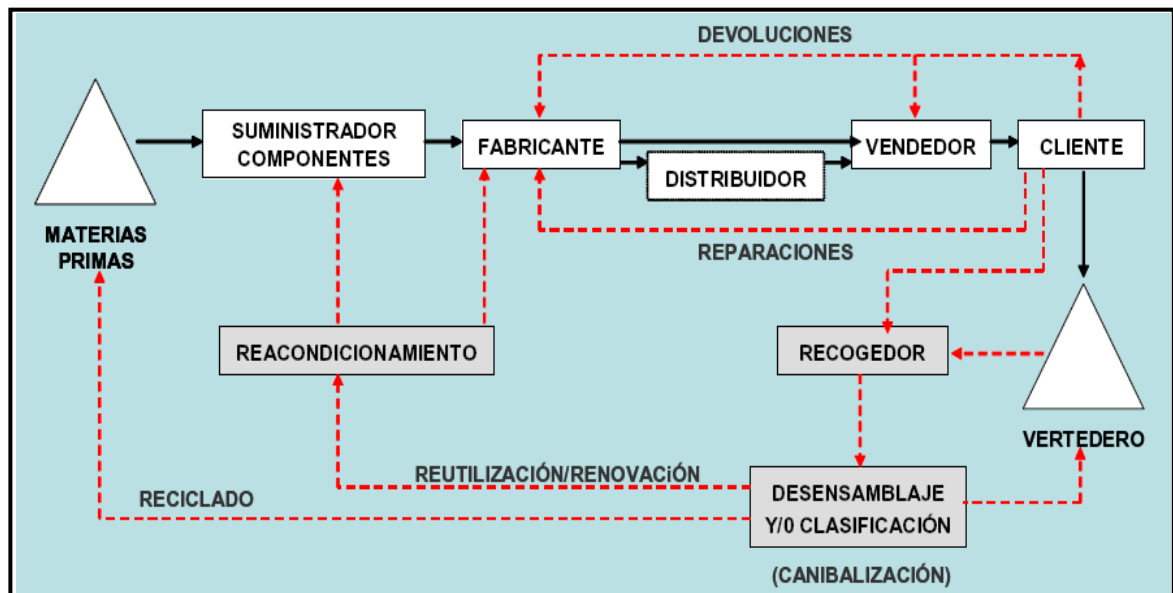 DEVOLUCIONES
SUMINISTRADOR
COMPONENTES
FABRICANTE
VENDEDOR
CLIENTE
DISTRIBUIDOR
MATERIAS
PRIMAS
REPARACIONES
REACONDICIONAMIENTO
RECOGEDOR
VERTEDERO
REUTILIZACIÓN/RENOVACiÓN
RECICLADO
DESENSAMBLAJE
Y/0 CLASIFICACIÓN
(CANIBALIZACIÓN)